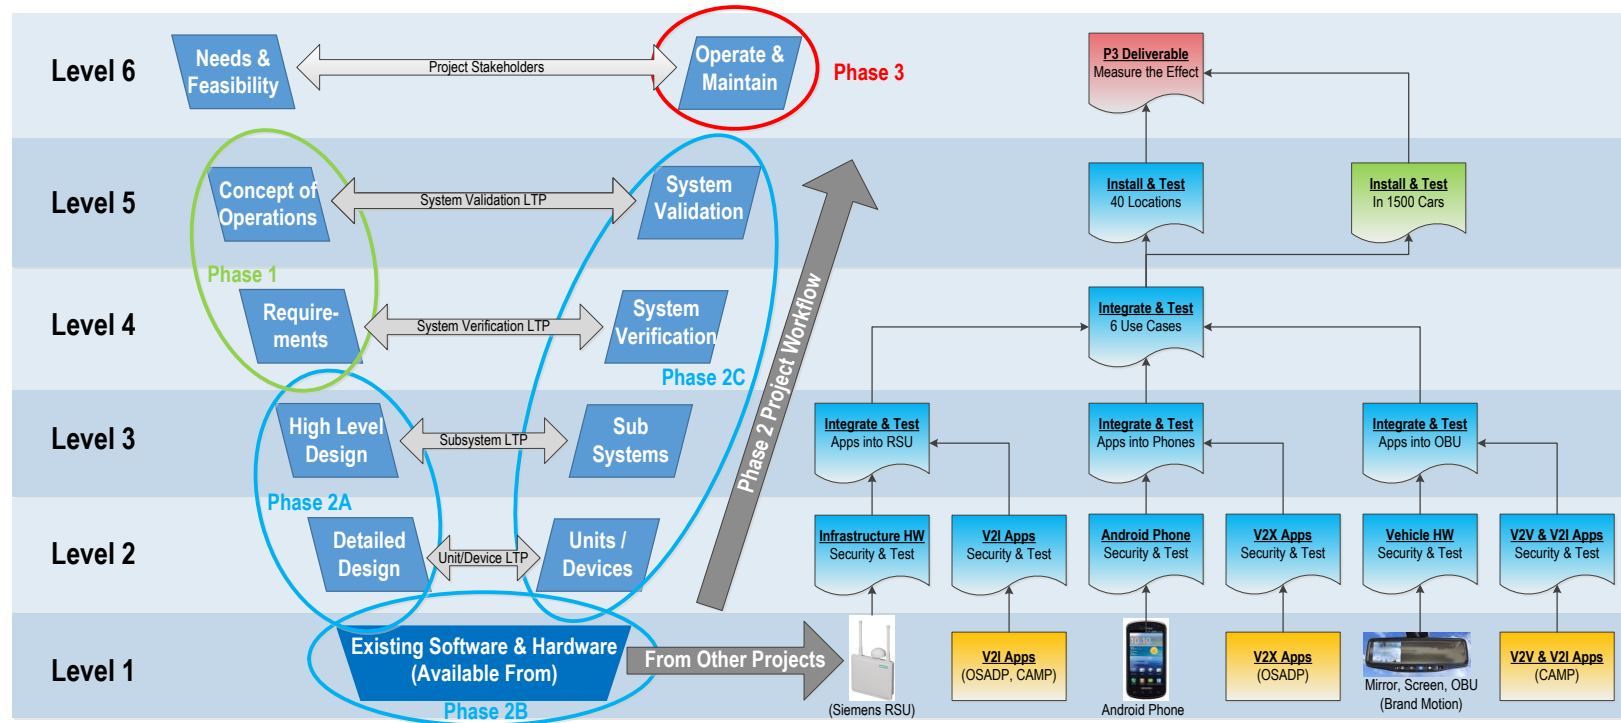 Level 6
Needs &
Feasibility
Project Stakeholders
Operate &
Maintain
Phase 3
P3 Deliverable
Measure the Effect
Level 5
Concept of
Operations
System Validation LTP
System
Validation
Install & Test
40 Locations
Install & Test
In 1500 Cars
Phase 1
Level 4
Require-
ments
System Verification LTP
System
Verification
Phase 2C
Phase 2 Project Workflow
Integrate & Test
6 Use Cases
Level 3
High Level
Design
Subsystem LTP
Sub
Systems
Integrate & Test
Apps into RSU
Integrate & Test
Apps into Phones
Integrate & Test
Apps into OBU
Phase 2A
Level 2
Detailed
Design
Unit/Device LTP
Units /
Devices
Infrastructure HW
Security & Test
V2I Apps
Security & Test
Android Phone
Security & Test
V2X Apps
Security & Test
Vehicle HW
Security & Test
V2V & V2I Apps
Security & Test
Level 1
Existing Software & Hardware
(Available From)
Phase 2B
From Other Projects
(Siemens RSU)
V2I Apps
(OSADP, CAMP)
Android Phone
V2X Apps
(OSADP)
Mirror, Screen, OBU
(Brand Motion)
V2V & V2I Apps
(CAMP)